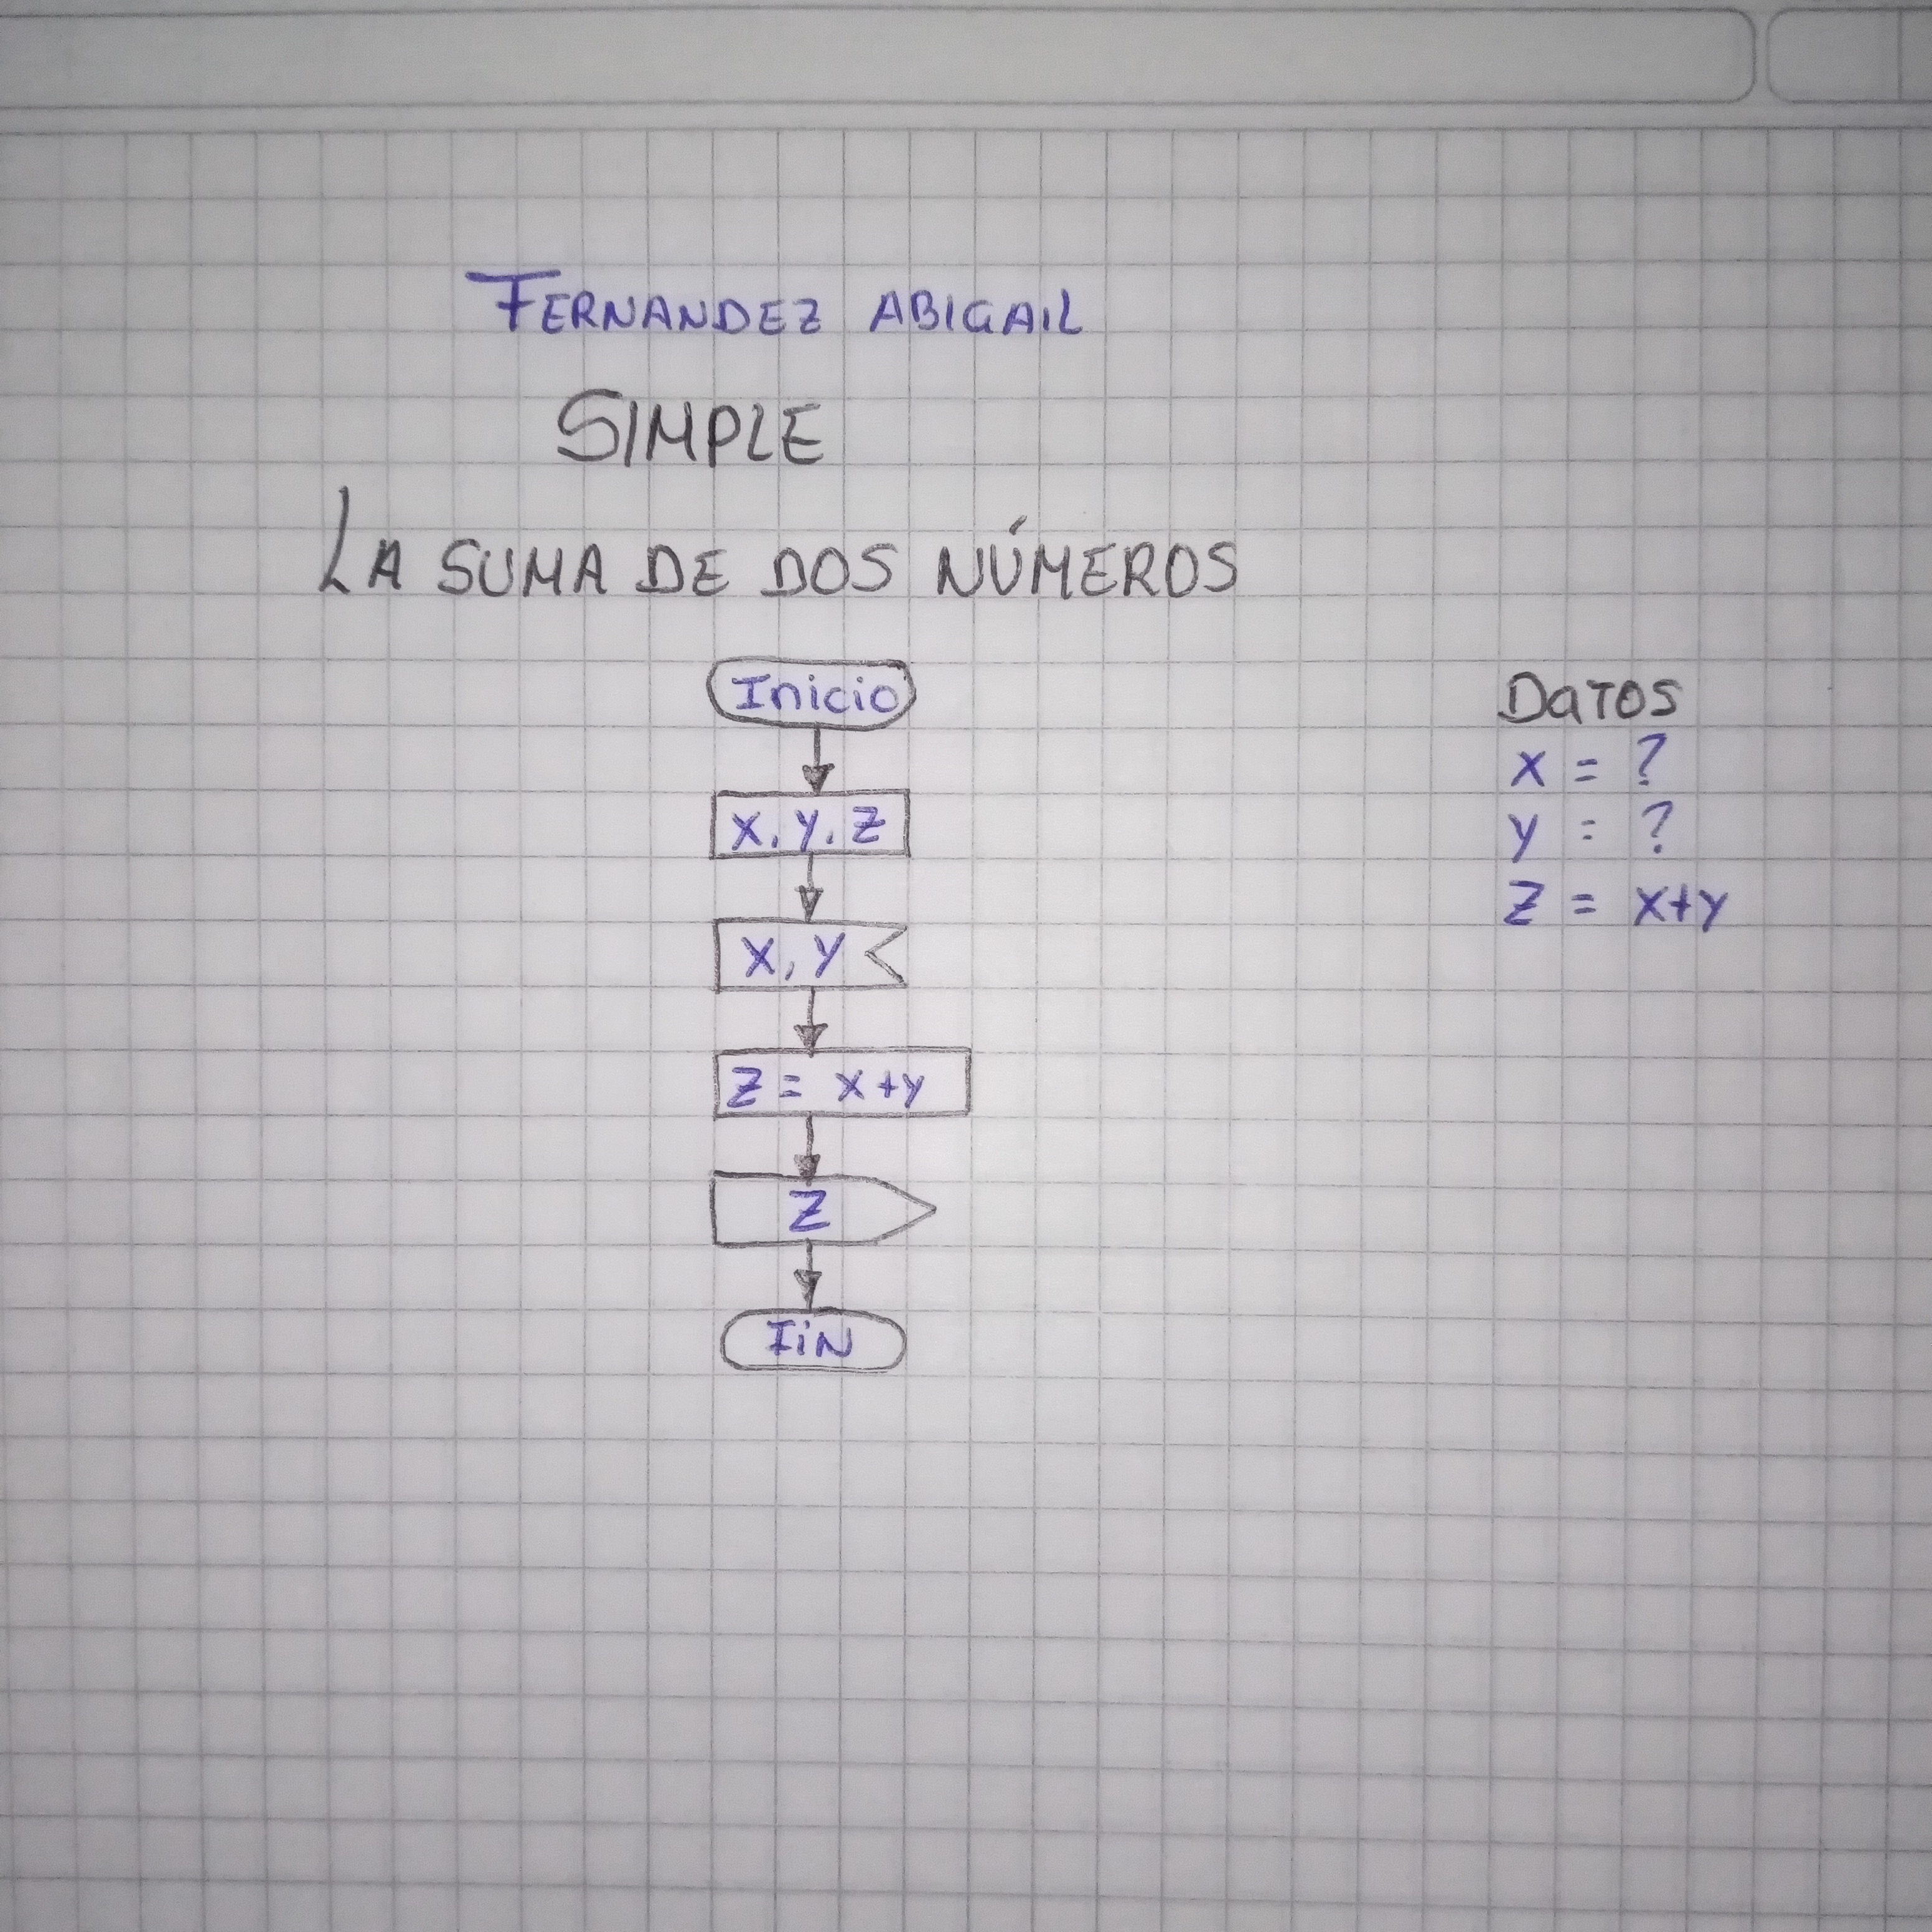 FERNANDEZ ABIGAIL
SIMPLE
LA SUMA DE DOS NÚMEROS
Inicio
x, y, z
x, y
z = x+y
z
FiN
DaTOS
x = ?
y = ?
z = x+y